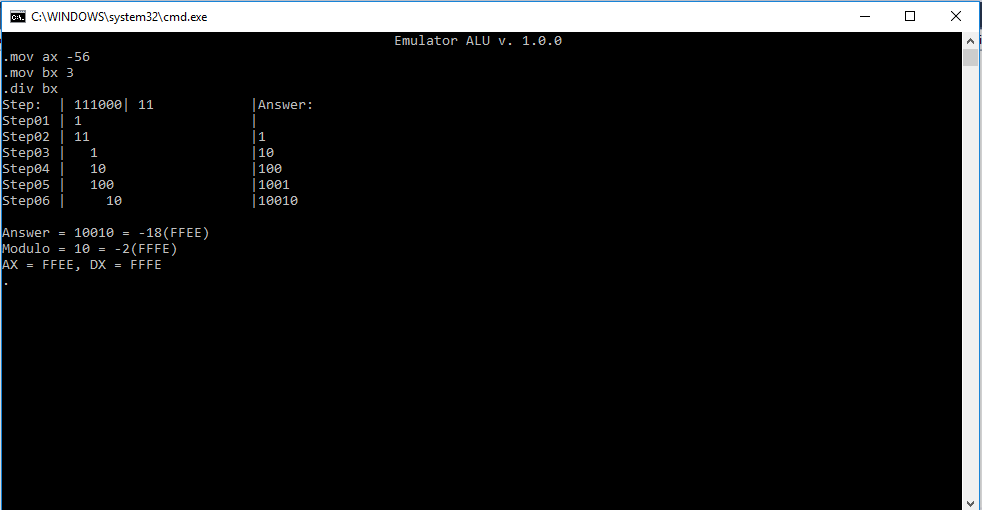 C:\WINDOWS\system32\cmd.exe
Emulator ALU v. 1.0.0
.mov ax -56
.mov bx 3
.div bx
Step:  | 111000| 11            |Answer:
Step01 | 1                     |
Step02 | 11                    |1
Step03 |   1                   |10
Step04 |   10                  |100
Step05 |   100                 |1001
Step06 |     10                |10010
Answer = 10010 = -18(FFEE)
Modulo = 10 = -2(FFFE)
AX = FFEE, DX = FFFE
.